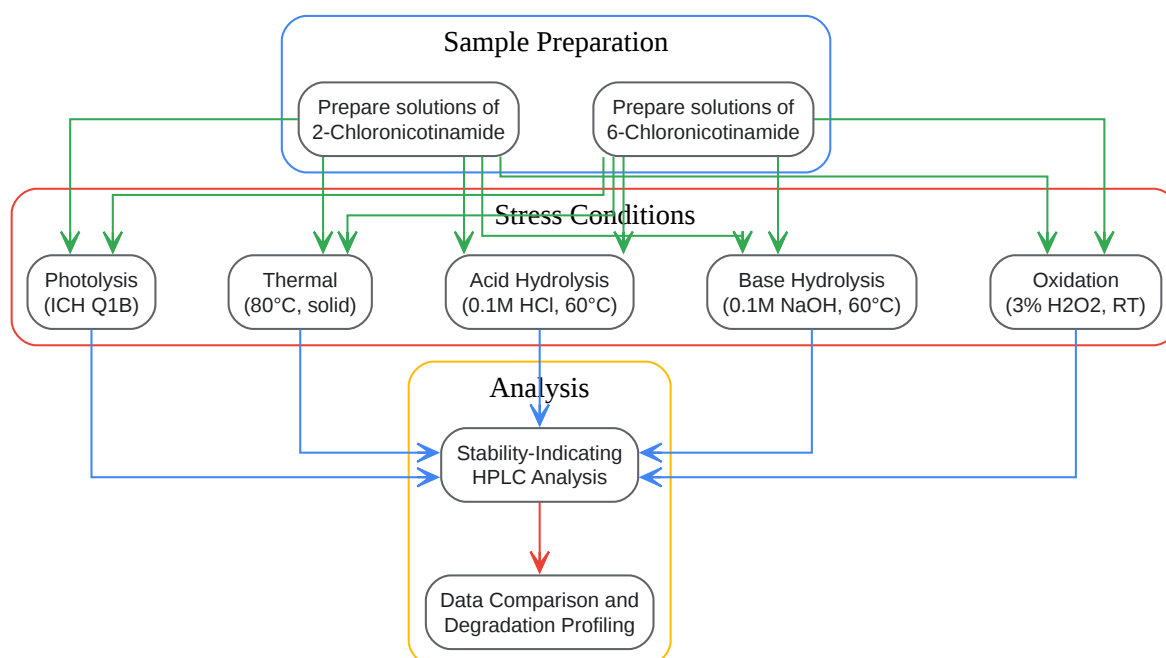 Sample Preparation
Prepare solutions of
2-Chloronicotinamide
Prepare solutions of
6-Chloronicotinamide
Stress Conditions
Photolysis
(ICH Q1B)
Thermal
(80°C, solid)
Acid Hydrolysis
(0.1M HCl, 60°C)
Base Hydrolysis
(0.1M NaOH, 60°C)
Oxidation
(3% H2O2, RT)
Analysis
Stability-Indicating
HPLC Analysis
Data Comparison and
Degradation Profiling